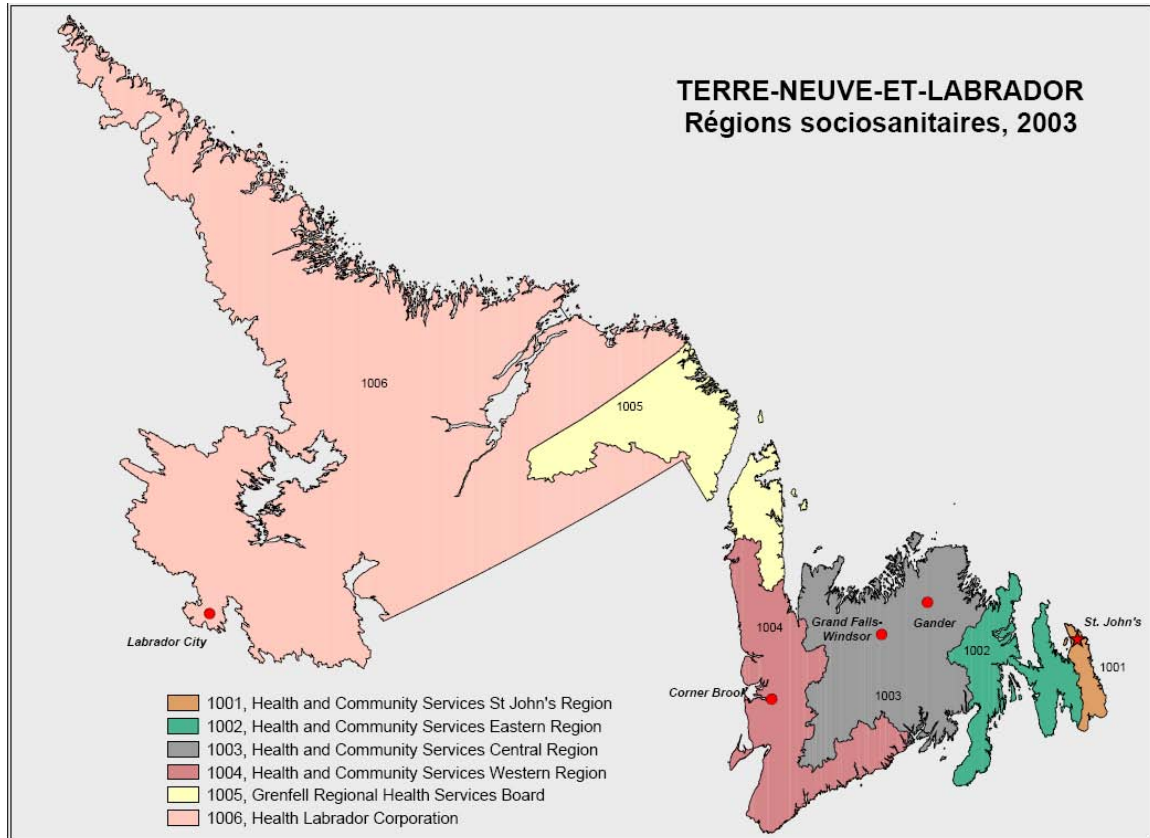 TERRE-NEUVE-ET-LABRADOR
Régions sociosanitaires, 2003
1006
1005
Labrador City
1004
Grand Falls-
Windsor
Gander
St. John's
1002
1001
Corner Brook
1003
1001, Health and Community Services St John's Region
1002, Health and Community Services Eastern Region
1003, Health and Community Services Central Region
1004, Health and Community Services Western Region
1005, Grenfell Regional Health Services Board
1006, Health Labrador Corporation